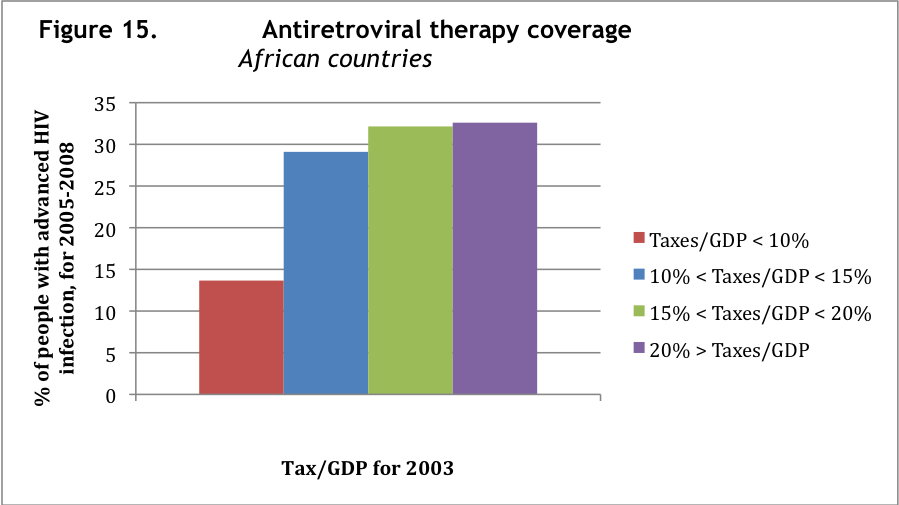 Figure 15. Antiretroviral therapy coverage
African countries
% of people with advanced HIV
infection, for 2005-2008
35
30
25
20
15
10
5
0
Taxes/GDP < 10%
10% < Taxes/GDP < 15%
15% < Taxes/GDP < 20%
20% > Taxes/GDP
Tax/GDP for 2003